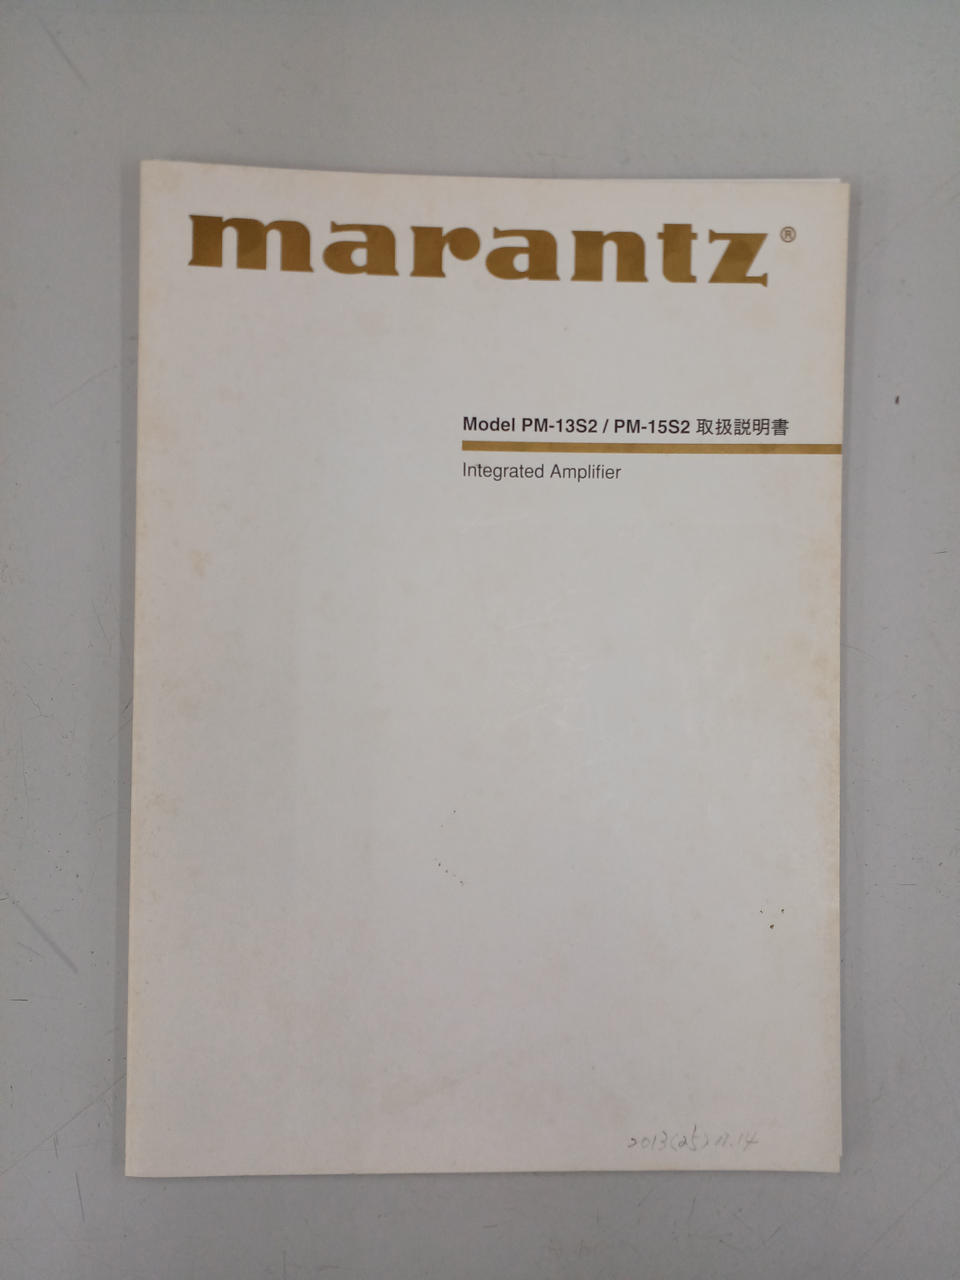 marantz®
Model PM-13S2 / PM-15S2 取扱説明書
Integrated Amplifier
2013(25)11.14